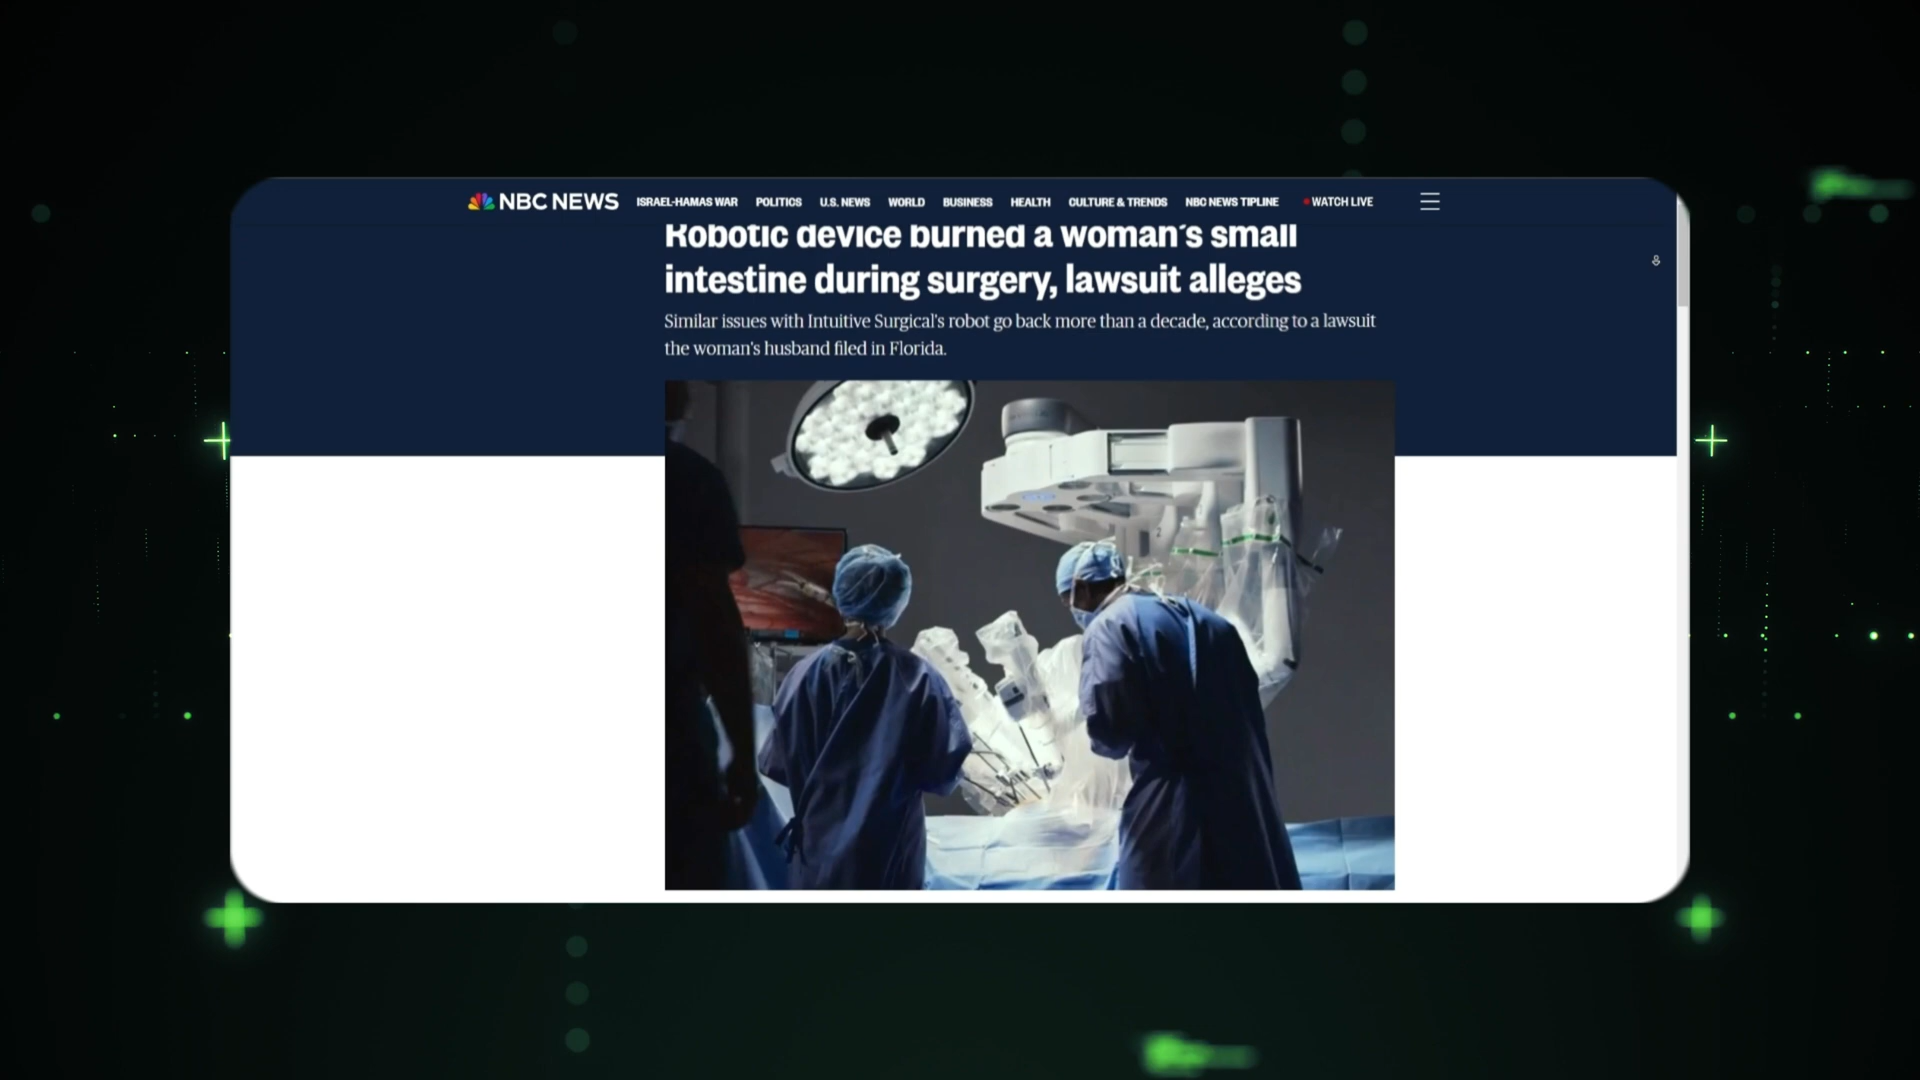 NBC NEWS
ISRAEL-HAMAS WAR POLITICS U.S. NEWS WORLD BUSINESS HEALTH CULTURE & TRENDS NBC NEWS TIPLINE WATCH LIVE
Robotic device burned a woman's small
intestine during surgery, lawsuit alleges
Similar issues with Intuitive Surgical's robot go back more than a decade, according to a lawsuit
the woman's husband filed in Florida.